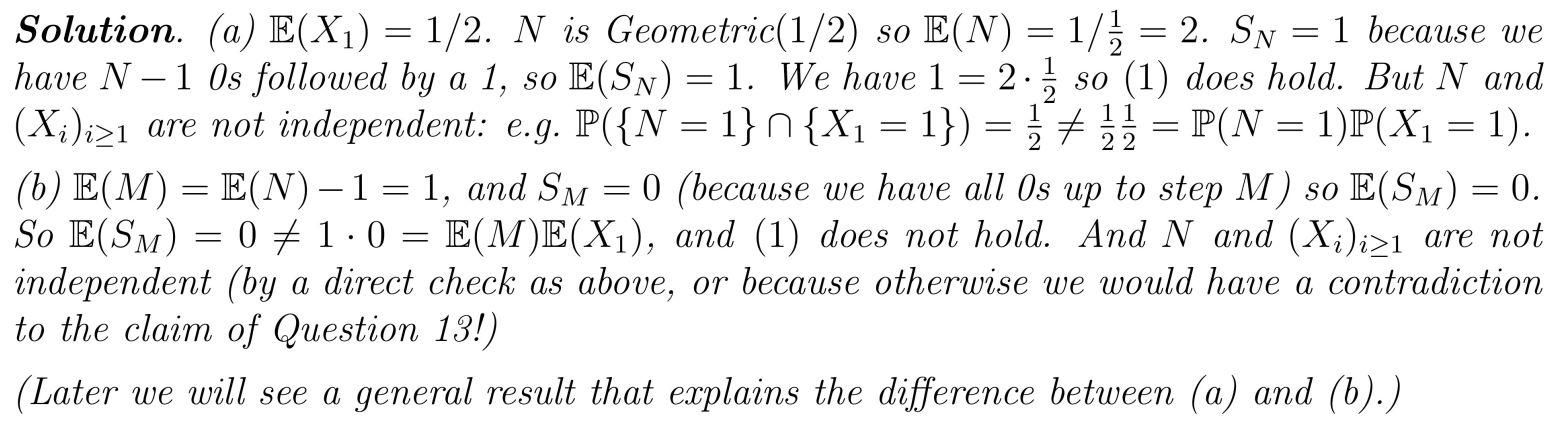 Solution. (a) 𝔼(X₁) = 1/2. N is Geometric(1/2) so 𝔼(N) = 1/½ = 2. S_N = 1 because we
have N − 1 0s followed by a 1, so 𝔼(S_N) = 1. We have 1 = 2 · ½ so (1) does hold. But N and
(X_i)_{i≥1} are not independent: e.g. ℙ({N = 1} ∩ {X₁ = 1}) = ½ ≠ ½½ = ℙ(N = 1)ℙ(X₁ = 1).
(b) 𝔼(M) = 𝔼(N) − 1 = 1, and S_M = 0 (because we have all 0s up to step M) so 𝔼(S_M) = 0.
So 𝔼(S_M) = 0 ≠ 1 · 0 = 𝔼(M)𝔼(X₁), and (1) does not hold. And N and (X_i)_{i≥1} are not
independent (by a direct check as above, or because otherwise we would have a contradiction
to the claim of Question 13!)
(Later we will see a general result that explains the difference between (a) and (b).)